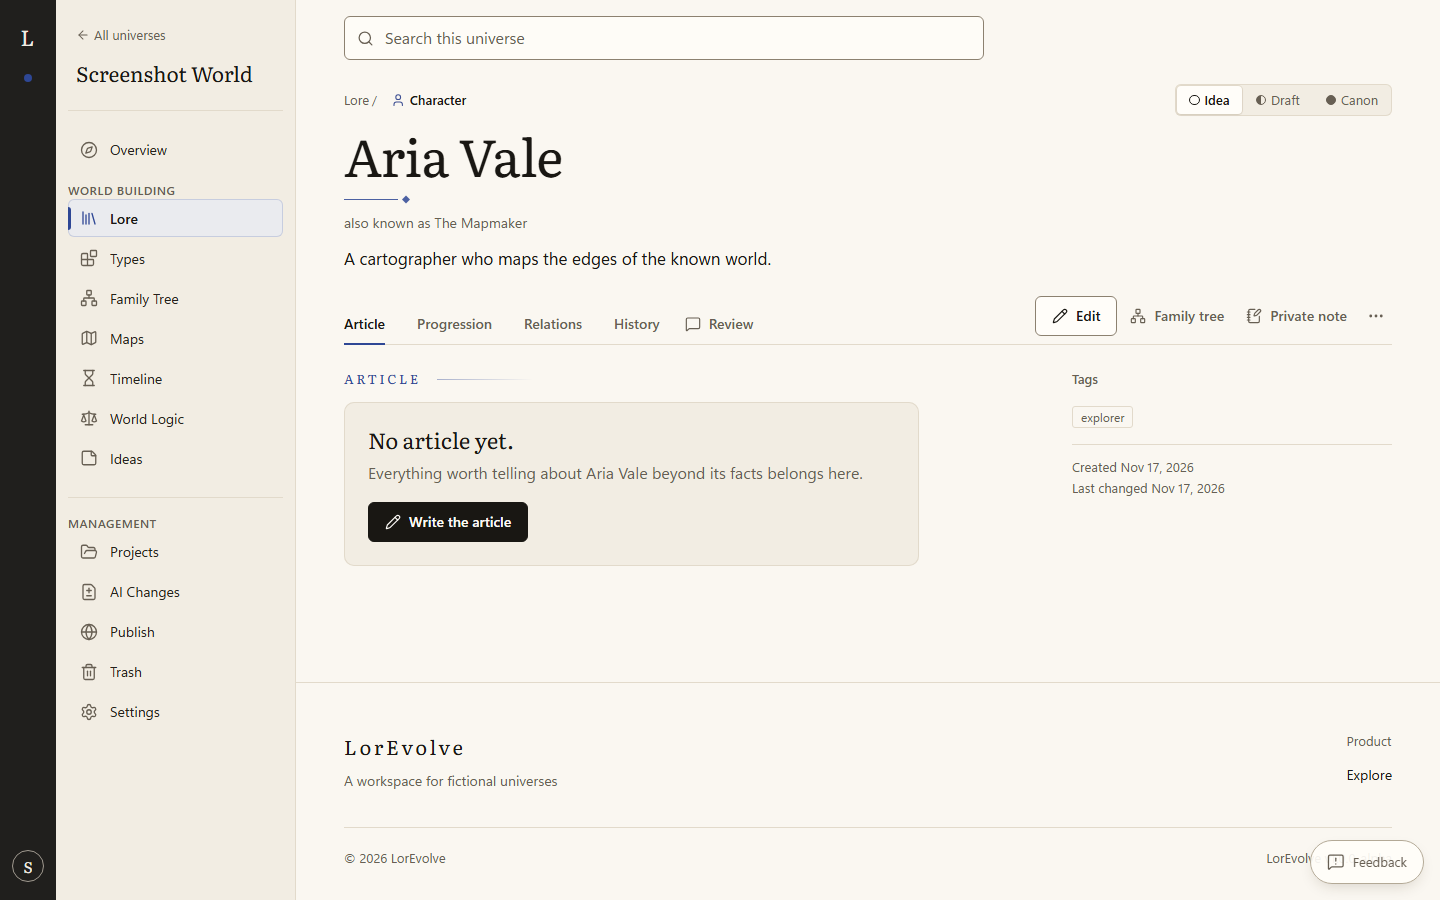 L
← All universes
Screenshot World
Overview
WORLD BUILDING
Lore
Types
Family Tree
Maps
Timeline
World Logic
Ideas
MANAGEMENT
Projects
AI Changes
Publish
Trash
Settings
S
Search this universe
Lore / Character
Idea Draft Canon
Aria Vale
also known as The Mapmaker
A cartographer who maps the edges of the known world.
Article Progression Relations History Review
Edit Family tree Private note ···
ARTICLE
No article yet.
Everything worth telling about Aria Vale beyond its facts belongs here.
Write the article
Tags
explorer
Created Nov 17, 2026
Last changed Nov 17, 2026
LorEvolve
A workspace for fictional universes
Product
Explore
© 2026 LorEvolve
Feedback